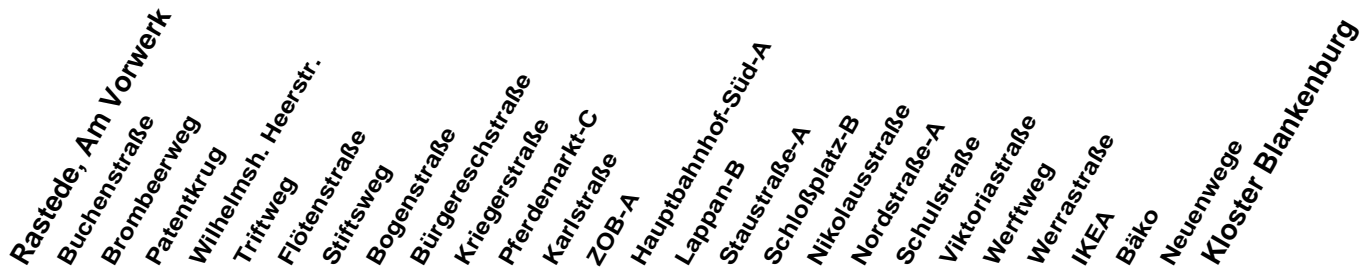 Rastede, Am Vorwerk
Buchenstraße
Brombeerweg
Patentkrug
Wilhelmsh. Heerstr.
Triftweg
Flötenstraße
Stiftsweg
Bogenstraße
Bürgereschstraße
Kriegerstraße
Pferdemarkt-C
Karlstraße
ZOB-A
Hauptbahnhof-Süd-A
Lappan-B
Staustraße-A
Schloßplatz-B
Nikolausstraße
Nordstraße-A
Schulstraße
Viktoriastraße
Werftweg
Werrastraße
IKEA
Bäko
Neuenwege
Kloster Blankenburg